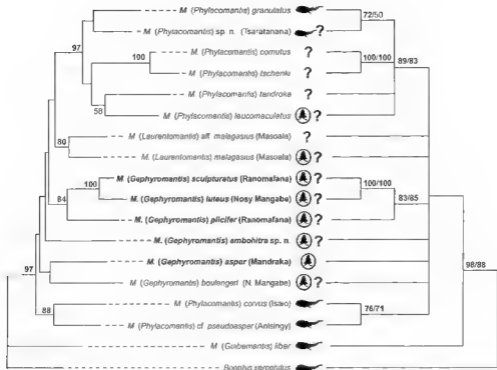 M. (Phylacomantis) granulatus
72/50
M. (Phylacomantis) sp. n. (Tsaratanana) ?
97
M. (Phylacomantis) cornutus ?
100
100/100
89/83
M. (Phylacomantis) tschenki ?
M. (Phylacomantis) tandroka ?
58
M. (Phylacomantis) leucomaculatus ?
80
M. (Laurentomantis) aff. malagasius (Masoala) ?
M. (Laurentomantis) malagasius (Masoala) ?
100
M. (Gephyromantis) sculpturatus (Ranomafana) ?
100/100
M. (Gephyromantis) luteus (Nosy Mangabe) ?
84
83/65
M. (Gephyromantis) plicifer (Ranomafana) ?
M. (Gephyromantis) ambohitra sp. n. ?
98/88
97
M. (Gephyromantis) asper (Mandraka)
M. (Gephyromantis) boulengeri (N. Mangabe) ?
88
M. (Phylacomantis) corvus (Isalo)
76/71
M. (Phylacomantis) cf. pseudoasper (Antsingy)
M. (Guibemantis) liber
Boophis